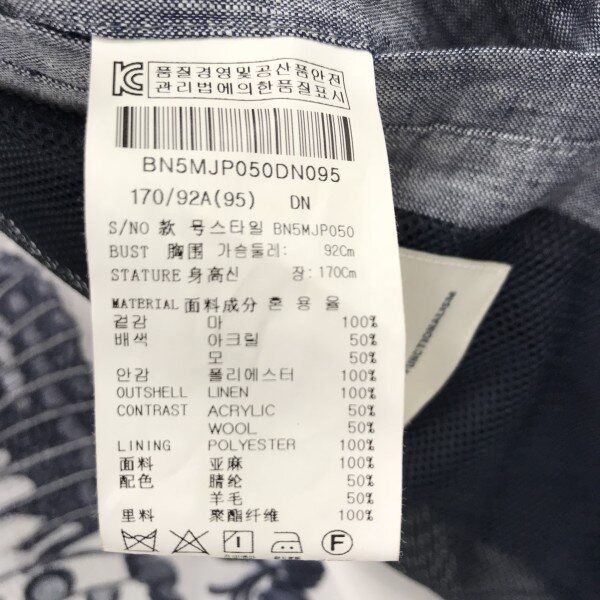 품질경영및공산품안전
관리법에의한품질표시
BN5MJP050DN095
170/92A(95) DN
S/NO 款 号스타일 BN5MJP050
BUST 胸围 가슴둘레: 92Cm
STATURE 身高신 장: 170Cm
MATERIAL 面料成分 혼 용 율
겉감 마 100%
배색 아크릴 50%
모 50%
안감 폴리에스터 100%
OUTSHELL LINEN 100%
CONTRAST ACRYLIC 50%
WOOL 50%
LINING POLYESTER 100%
面料 亚麻 100%
配色 腈纶 50%
羊毛 50%
里料 聚酯纤维 100%
F
FUNCTIONALISM